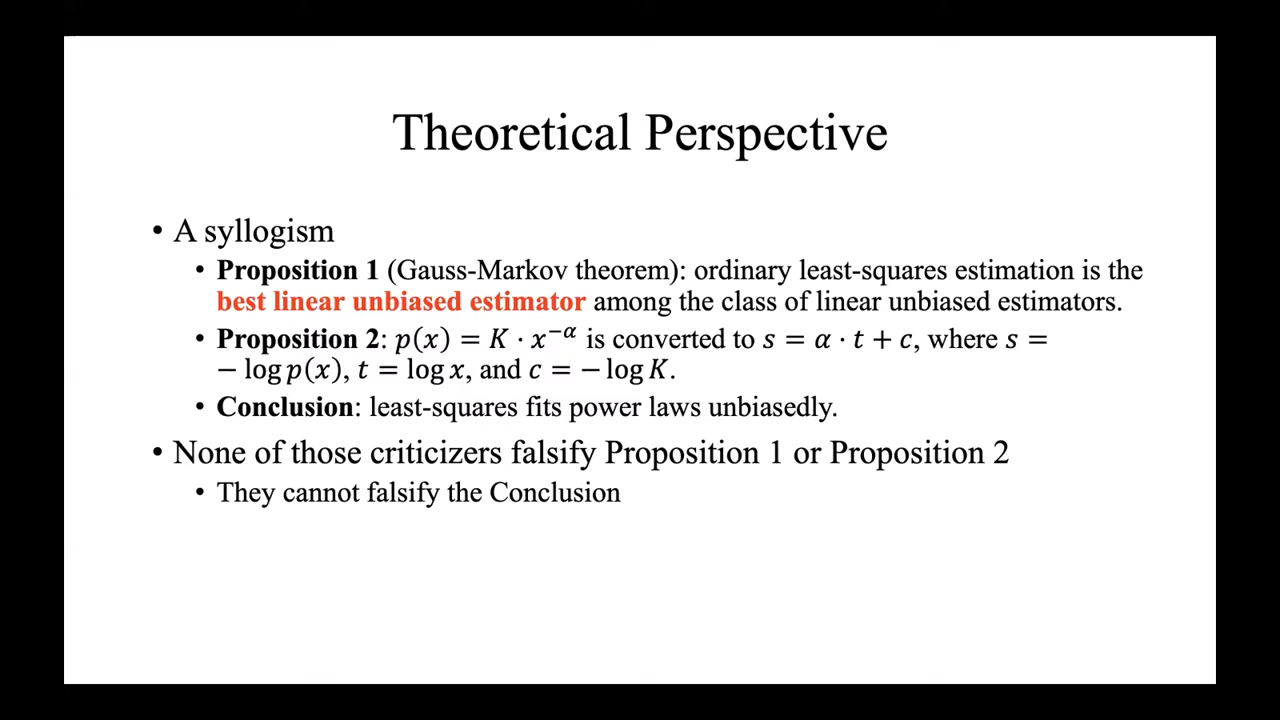 Theoretical Perspective
• A syllogism
• Proposition 1 (Gauss-Markov theorem): ordinary least-squares estimation is the
best linear unbiased estimator among the class of linear unbiased estimators.
• Proposition 2: p(x) = K · x^{−α} is converted to s = α · t + c, where s =
− log p(x), t = log x, and c = − log K.
• Conclusion: least-squares fits power laws unbiasedly.
• None of those criticizers falsify Proposition 1 or Proposition 2
• They cannot falsify the Conclusion